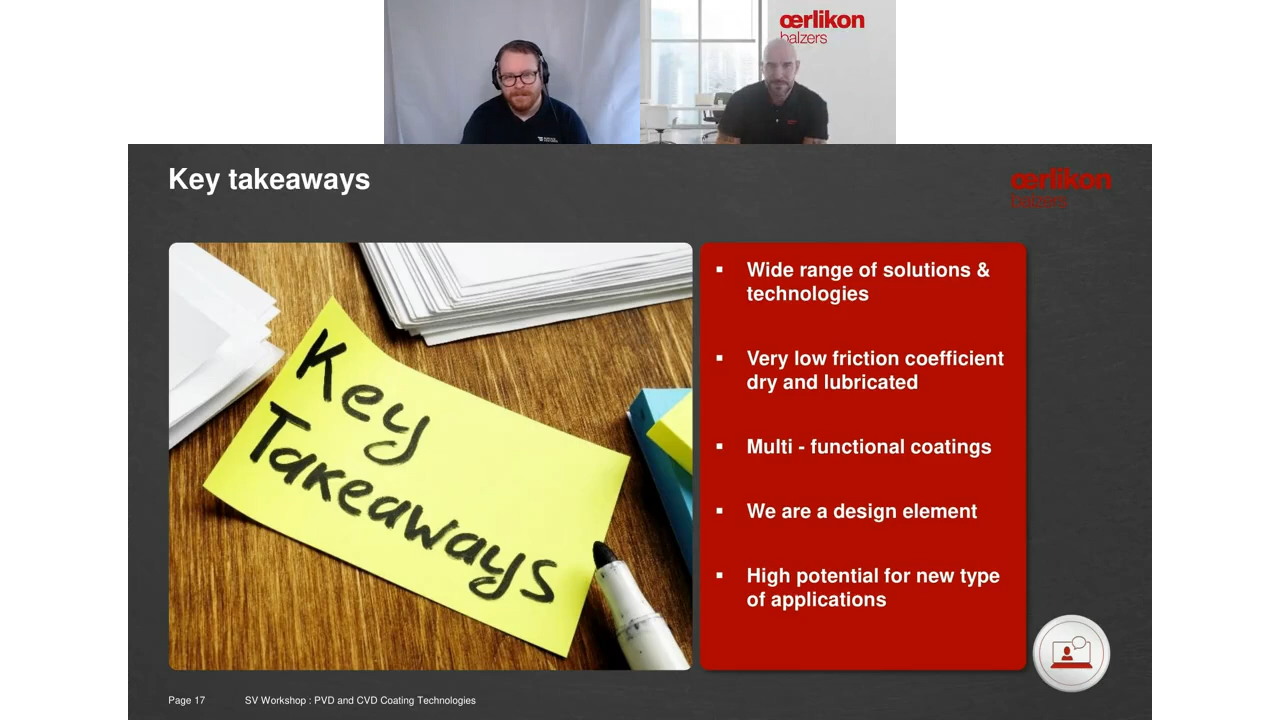 œrlikon
balzers
Key takeaways
œrlikon
balzers
Key
Takeaways
▪ Wide range of solutions &
technologies
▪ Very low friction coefficient
dry and lubricated
▪ Multi - functional coatings
▪ We are a design element
▪ High potential for new type
of applications
Page 17
SV Workshop : PVD and CVD Coating Technologies